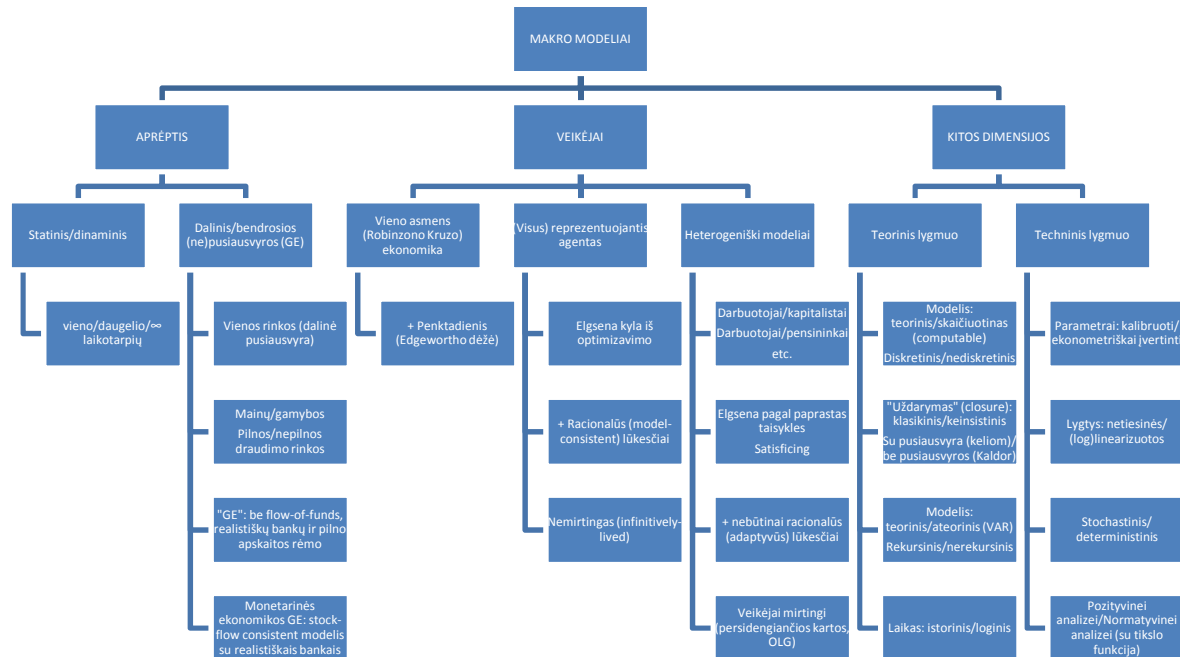 MAKRO MODELIAI
APRĖPTIS
VEIKĖJAI
KITOS DIMENSIJOS
Statinis/dinaminis
Dalinis/bendrosios
(ne)pusiausvyros (GE)
Vieno asmens
(Robinzono Kruzo)
ekonomika
(Visus) reprezentuojantis
agentas
Heterogeniški modeliai
Teorinis lygmuo
Techninis lygmuo
vieno/daugelio/∞
laikotarpių
Vienos rinkos (dalinė
pusiausvyra)
+ Penktadienis
(Edgewortho dėžė)
Elgsena kyla iš
optimizavimo
Darbuotojai/kapitalistai
Darbuotojai/pensininkai
etc.
Modelis:
teorinis/skaičiuotinas
(computable)
Diskretinis/nediskretinis
Parametrai: kalibruoti/
ekonometriškai įvertinti
Mainų/gamybos
Pilnos/nepilnos
draudimo rinkos
+ Racionalūs (model-
consistent) lūkesčiai
Elgsena pagal paprastas
taisykles
Satisficing
"Uždarymas" (closure):
klasikinis/keinsistinis
Su pusiausvyra (keliom)/
be pusiausvyros (Kaldor)
Lygtys: netiesinės/
(log)linearizuotos
"GE": be flow-of-funds,
realistiškų bankų ir pilno
apskaitos rėmo
Nemirtingas (infinitively-
lived)
+ nebūtinai racionalūs
(adaptyvūs) lūkesčiai
Modelis:
teorinis/ateorinis (VAR)
Rekursinis/nerekursinis
Stochastinis/
deterministinis
Monetarinės
ekonomikos GE: stock-
flow consistent modelis
su realistiškais bankais
Veikėjai mirtingi
(persidengiančios kartos,
OLG)
Laikas: istorinis/loginis
Pozityvinei
analizei/Normatyvinei
analizei (su tikslo
funkcija)